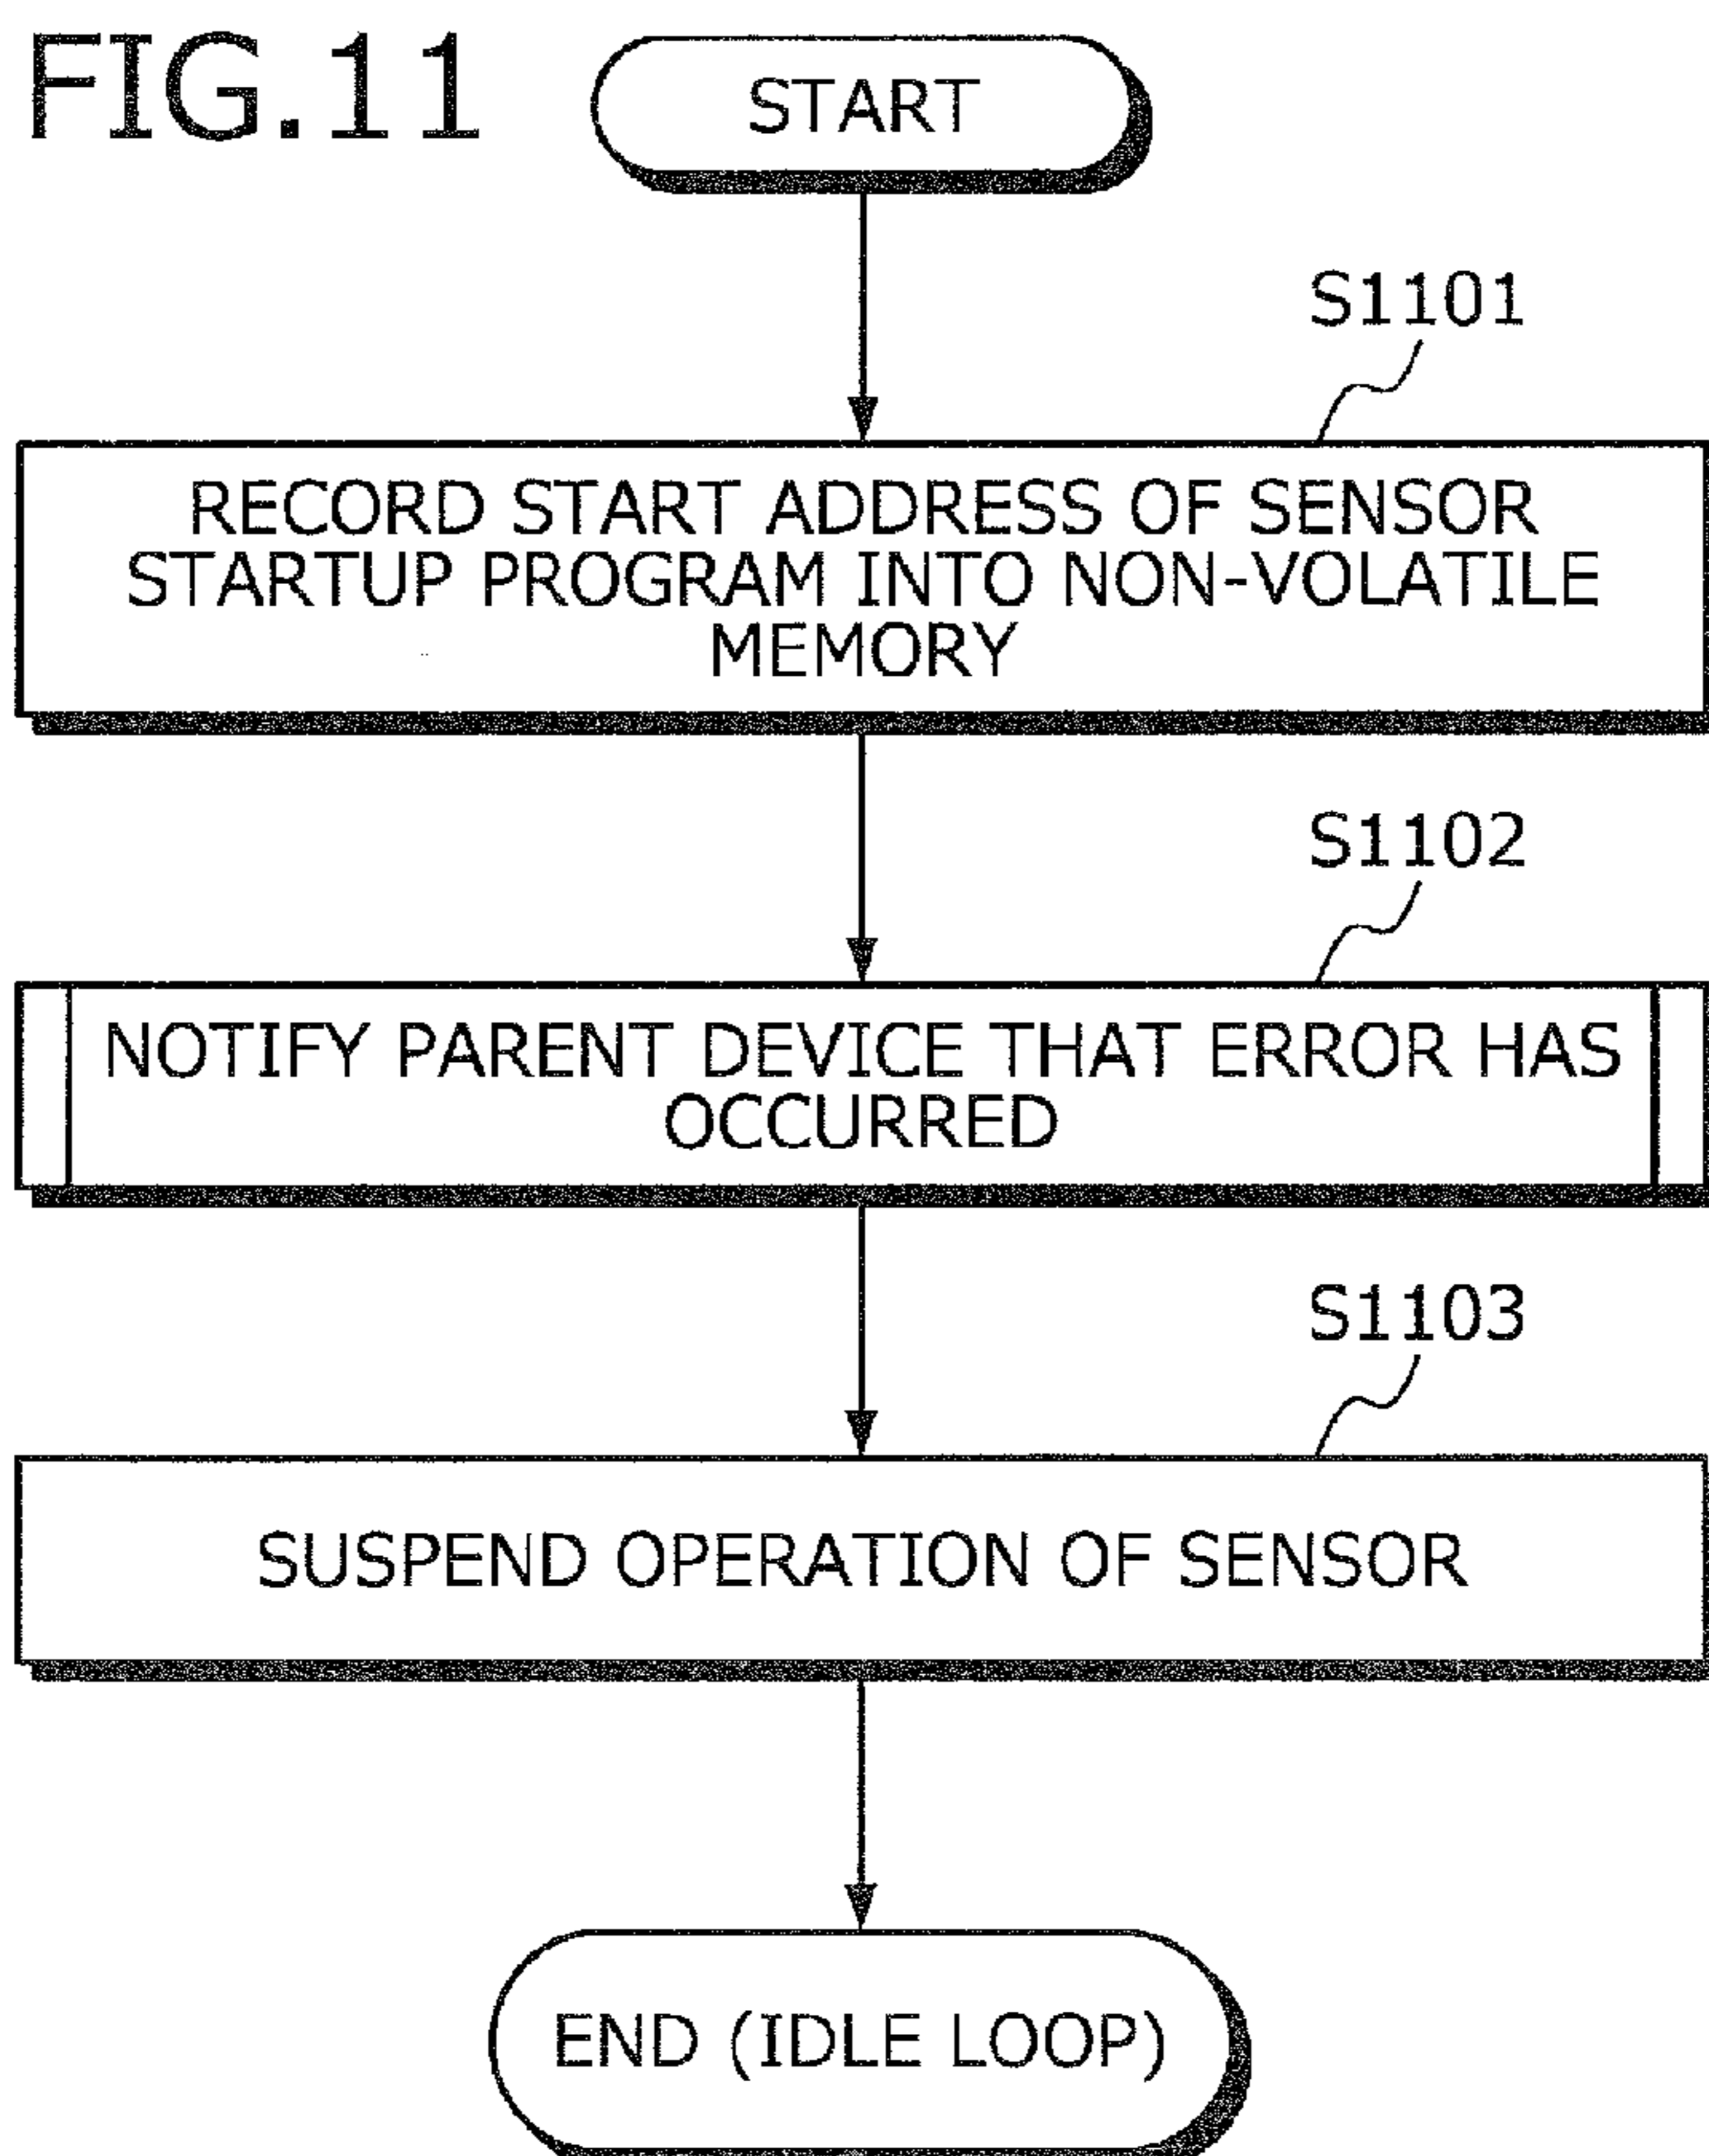 FIG.11
START
S1101
RECORD START ADDRESS OF SENSOR
STARTUP PROGRAM INTO NON-VOLATILE
MEMORY
S1102
NOTIFY PARENT DEVICE THAT ERROR HAS
OCCURRED
S1103
SUSPEND OPERATION OF SENSOR
END (IDLE LOOP)